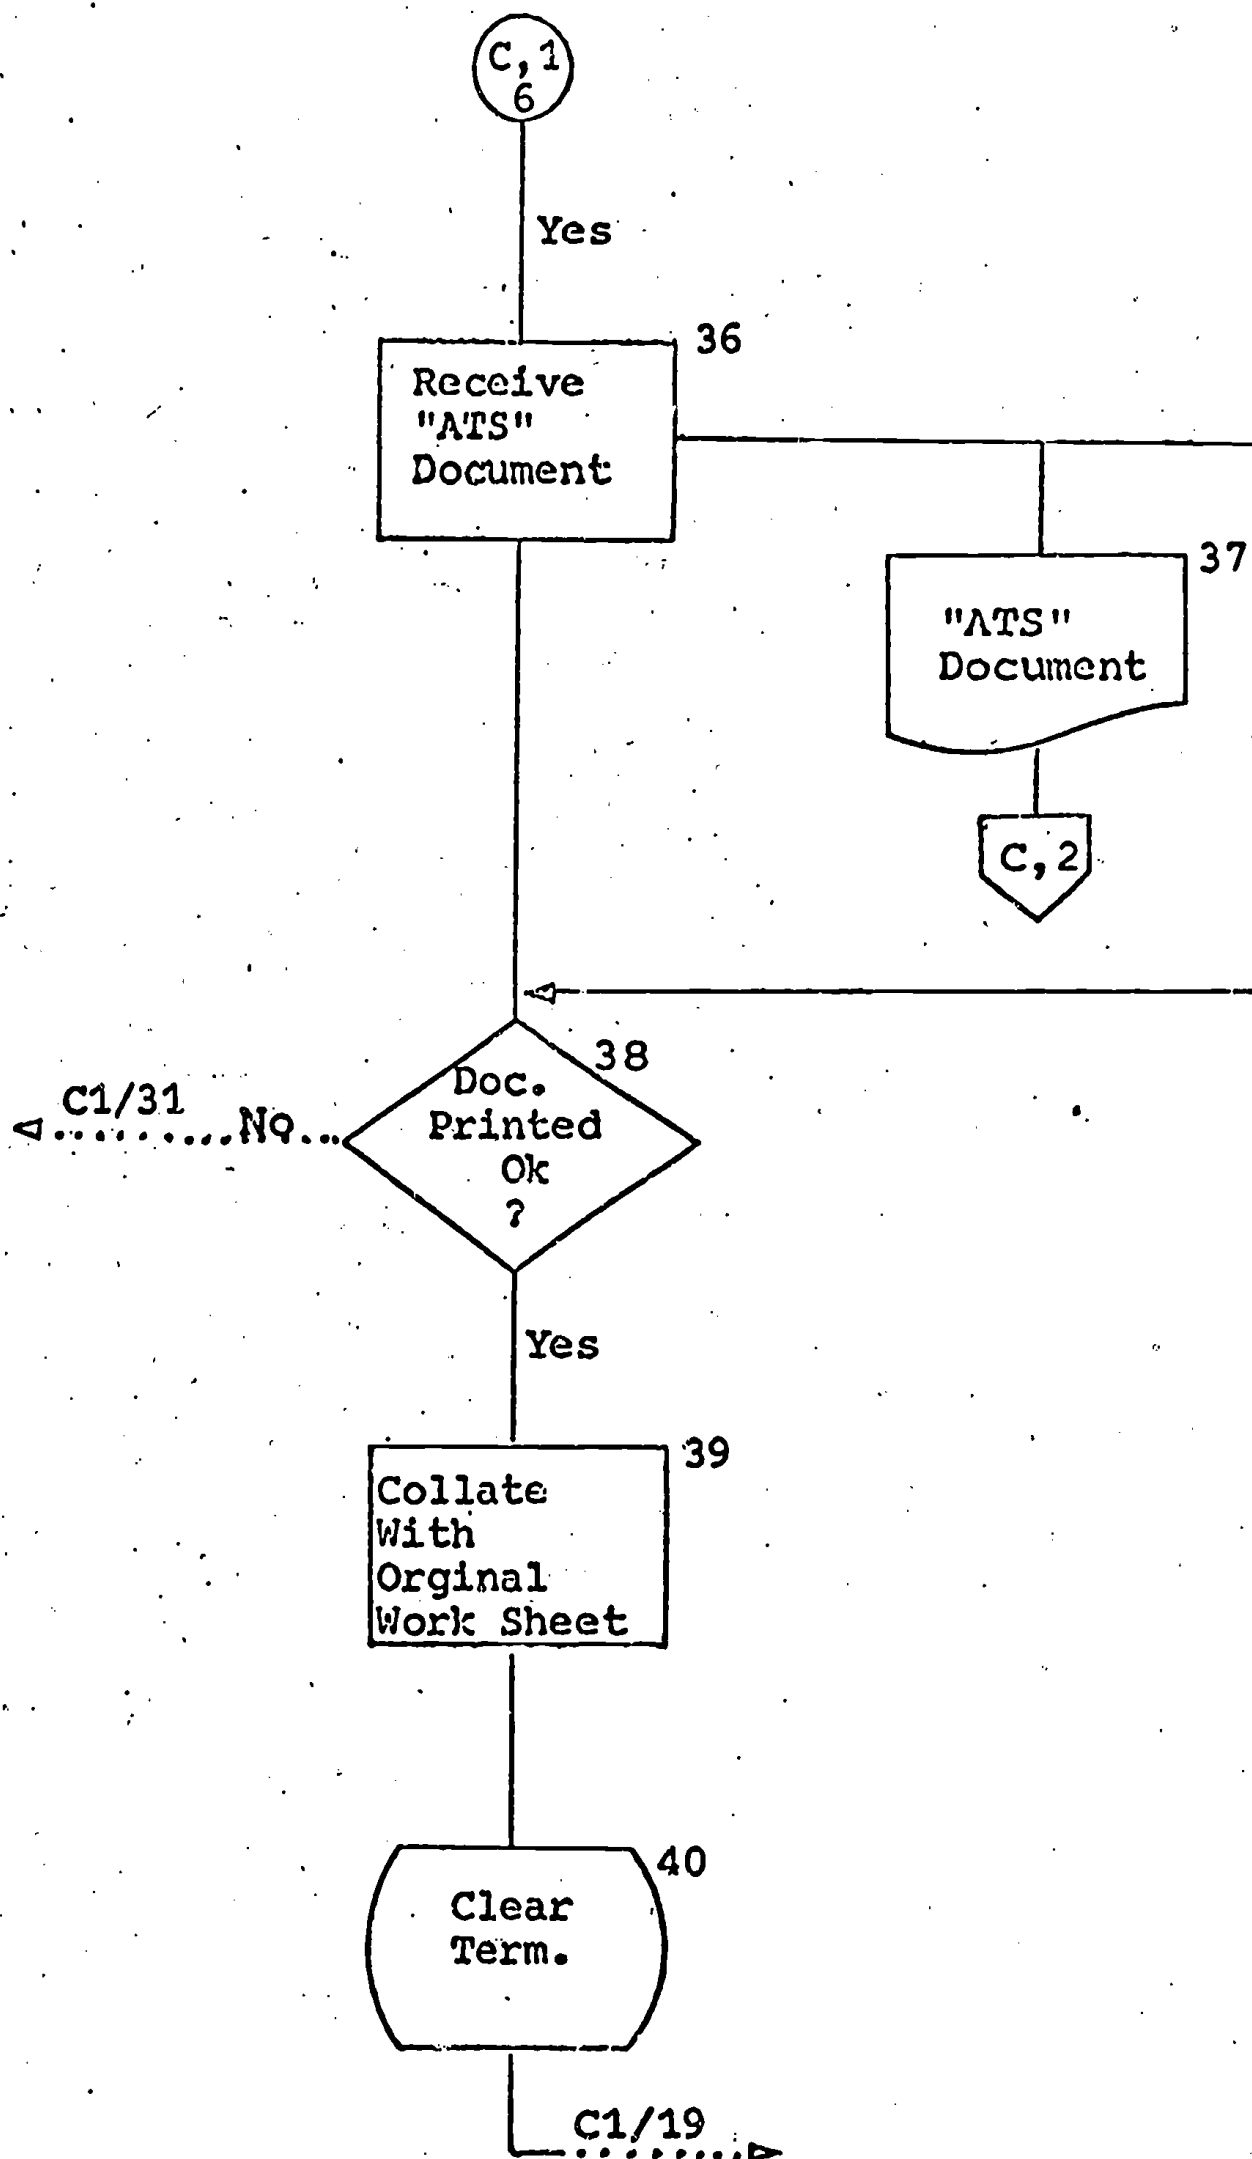 C,1
6
Yes
36
Receive
"ATS"
Document
37
"ATS"
Document
C,2
38
Doc.
Printed
Ok
?
C1/31
No
Yes
39
Collate
With
Orginal
Work Sheet
40
Clear
Term.
C1/19